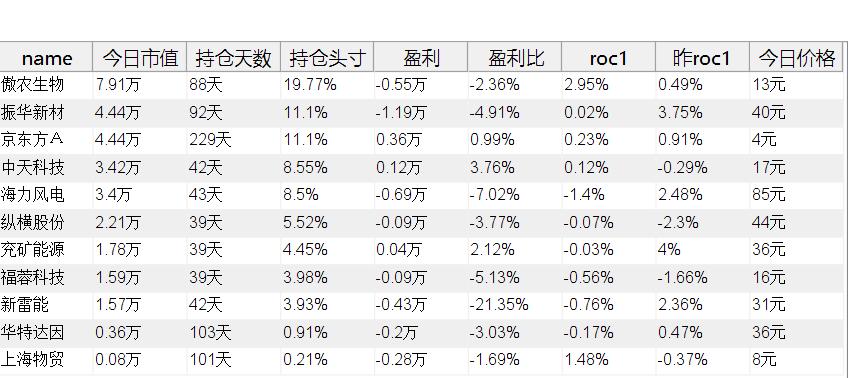 name 今日市值 持仓天数 持仓头寸 盈利 盈利比 roc1 昨roc1 今日价格
傲农生物 7.91万 88天 19.77% -0.55万 -2.36% 2.95% 0.49% 13元
振华新材 4.44万 92天 11.1% -1.19万 -4.91% 0.02% 3.75% 40元
京东方A 4.44万 229天 11.1% 0.36万 0.99% 0.23% 0.91% 4元
中天科技 3.42万 42天 8.55% 0.12万 3.76% 0.12% -0.29% 17元
海力风电 3.4万 43天 8.5% -0.69万 -7.02% -1.4% 2.48% 85元
纵横股份 2.21万 39天 5.52% -0.09万 -3.77% -0.07% -2.3% 44元
兖矿能源 1.78万 39天 4.45% 0.04万 2.12% -0.03% 4% 36元
福蓉科技 1.59万 39天 3.98% -0.09万 -5.13% -0.56% -1.66% 16元
新雷能 1.57万 42天 3.93% -0.43万 -21.35% -0.76% 2.36% 31元
华特达因 0.36万 103天 0.91% -0.2万 -3.03% -0.17% 0.47% 36元
上海物贸 0.08万 101天 0.21% -0.28万 -1.69% 1.48% -0.37% 8元